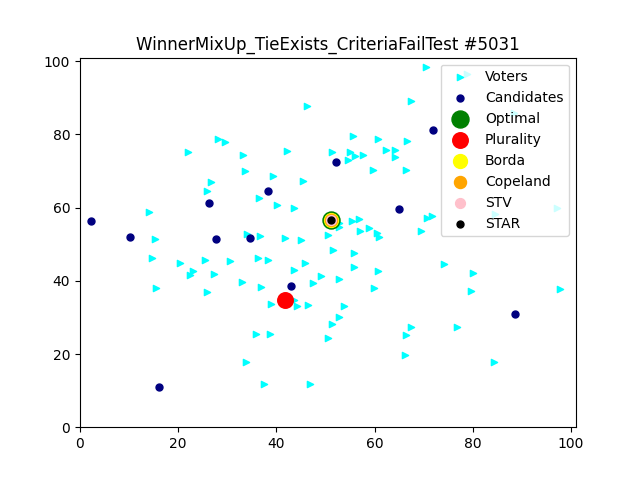 WinnerMixUp_TieExists_CriteriaFailTest #5031
100
80
60
40
20
0
0 20 40 60 80 100
Voters
Candidates
Optimal
Plurality
Borda
Copeland
STV
STAR